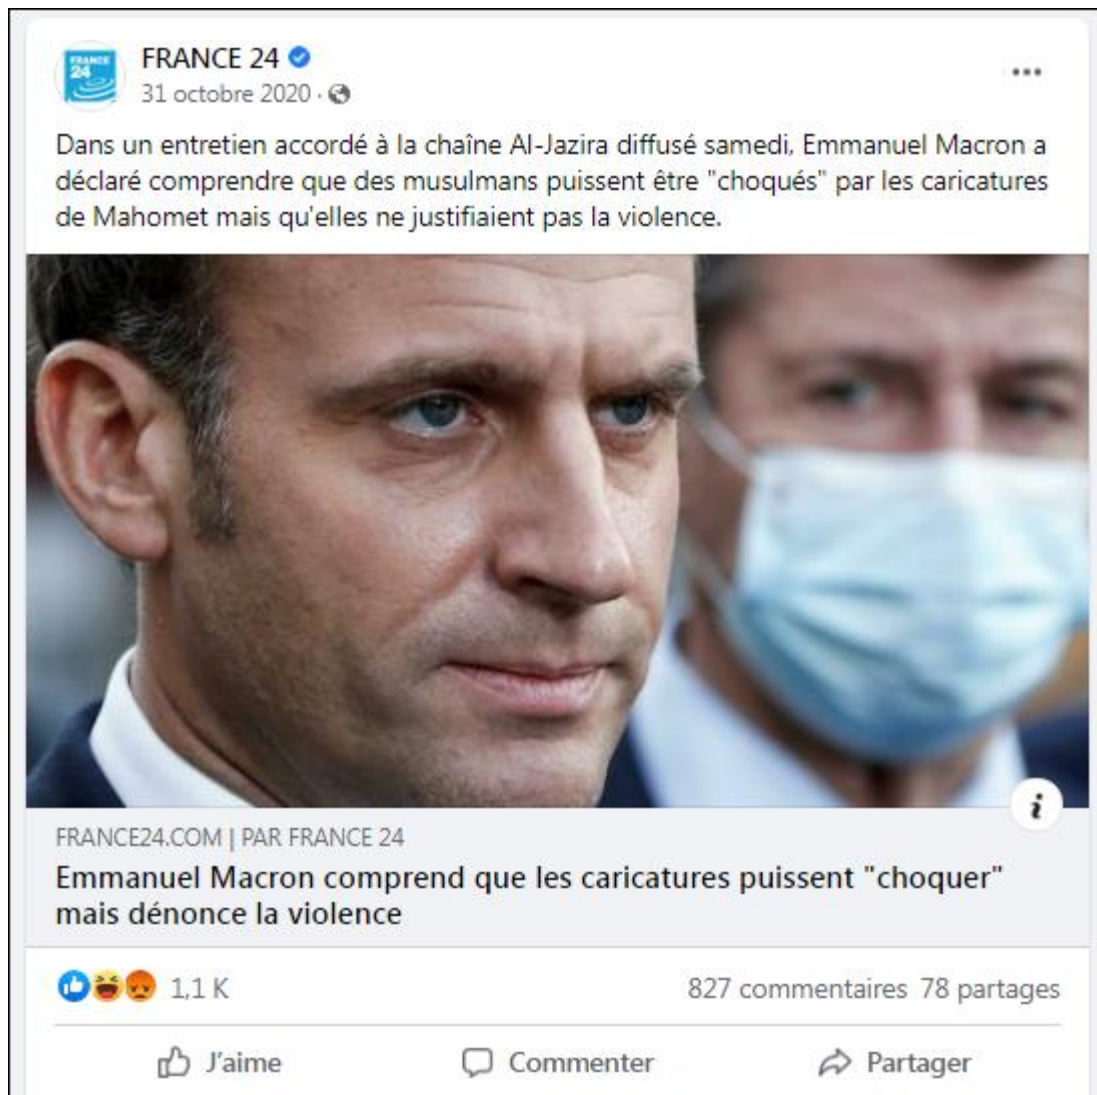 FRANCE 24
FRANCE 24
31 octobre 2020 ·
Dans un entretien accordé à la chaîne Al-Jazira diffusé samedi, Emmanuel Macron a
déclaré comprendre que des musulmans puissent être "choqués" par les caricatures
de Mahomet mais qu'elles ne justifiaient pas la violence.
i
FRANCE24.COM | PAR FRANCE 24
Emmanuel Macron comprend que les caricatures puissent "choquer"
mais dénonce la violence
1,1 K 827 commentaires 78 partages
J'aime Commenter Partager